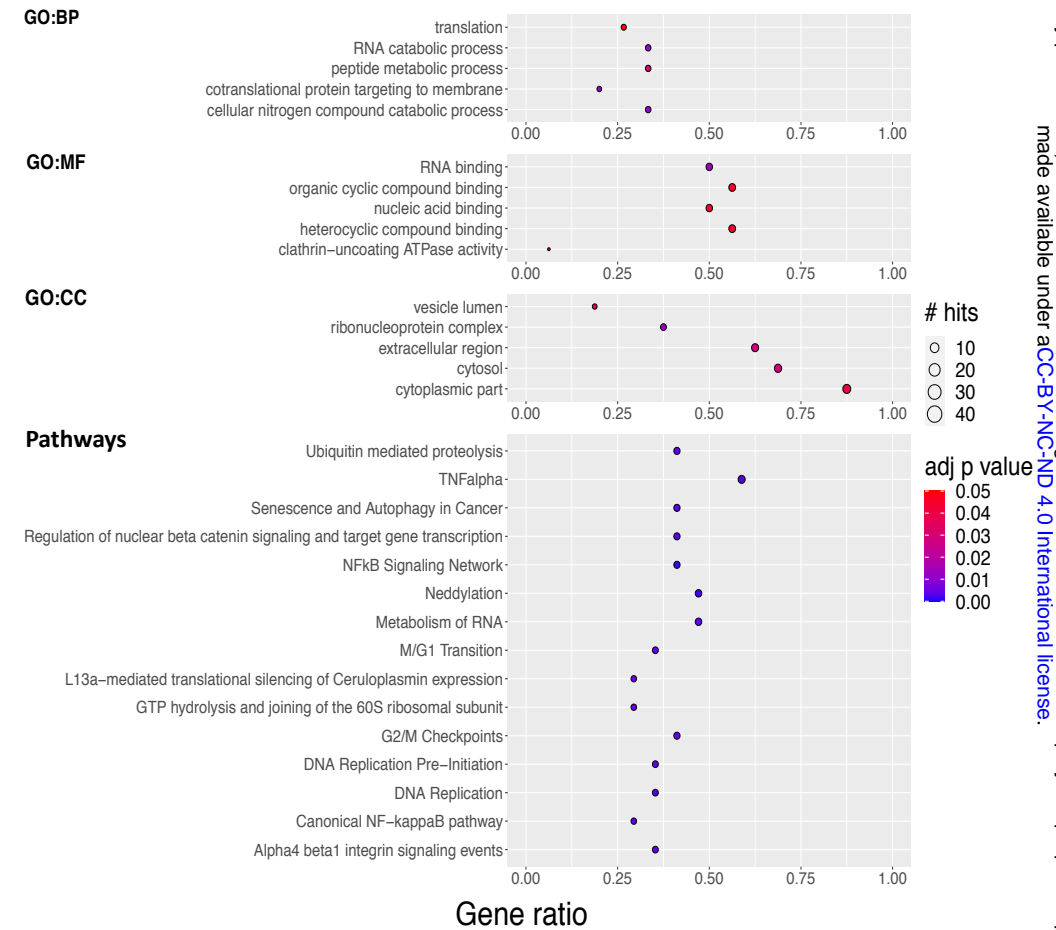 GO:BP
translation
RNA catabolic process
peptide metabolic process
cotranslational protein targeting to membrane
cellular nitrogen compound catabolic process
0.00 0.25 0.50 0.75 1.00
GO:MF
RNA binding
organic cyclic compound binding
nucleic acid binding
heterocyclic compound binding
clathrin−uncoating ATPase activity
0.00 0.25 0.50 0.75 1.00
GO:CC
vesicle lumen
ribonucleoprotein complex
extracellular region
cytosol
cytoplasmic part
0.00 0.25 0.50 0.75 1.00
Pathways
Ubiquitin mediated proteolysis
TNFalpha
Senescence and Autophagy in Cancer
Regulation of nuclear beta catenin signaling and target gene transcription
NFkB Signaling Network
Neddylation
Metabolism of RNA
M/G1 Transition
L13a−mediated translational silencing of Ceruloplasmin expression
GTP hydrolysis and joining of the 60S ribosomal subunit
G2/M Checkpoints
DNA Replication Pre−Initiation
DNA Replication
Canonical NF−kappaB pathway
Alpha4 beta1 integrin signaling events
0.00 0.25 0.50 0.75 1.00
Gene ratio
# hits
10
20
30
40
adj p value
0.05
0.04
0.03
0.02
0.01
0.00
made available under aCC-BY-NC-ND 4.0 International license.